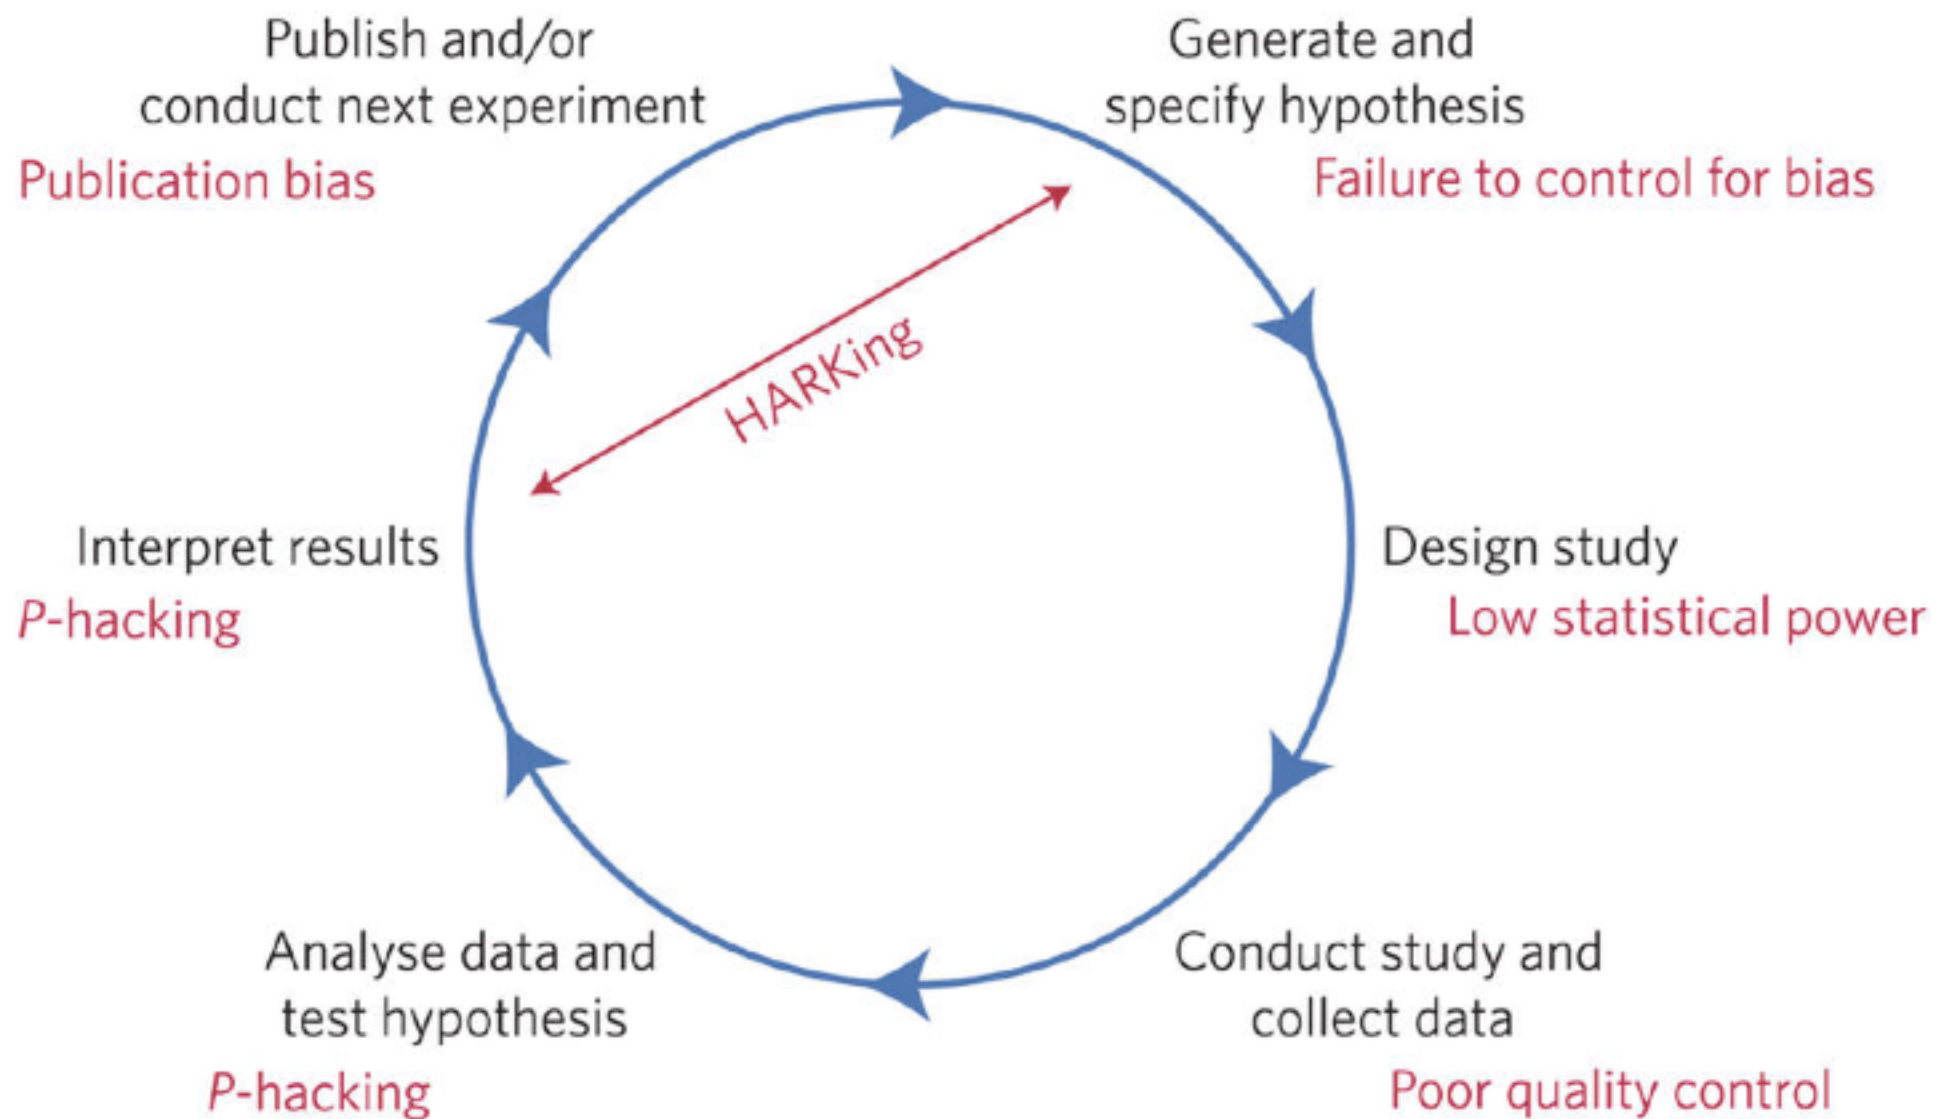 Publish and/or
conduct next experiment
Publication bias
Generate and
specify hypothesis
Failure to control for bias
HARKing
Interpret results
P-hacking
Design study
Low statistical power
Analyse data and
test hypothesis
P-hacking
Conduct study and
collect data
Poor quality control